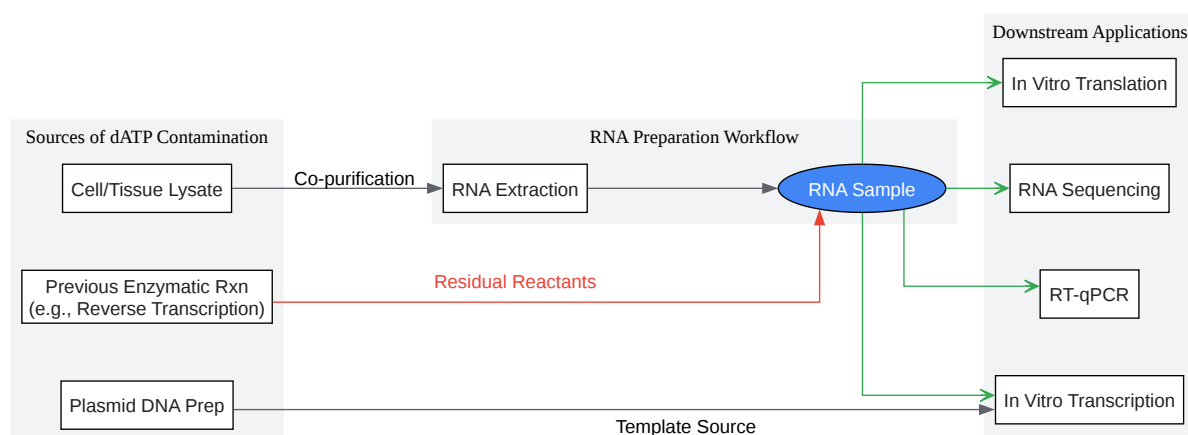 Downstream Applications
In Vitro Translation
Sources of dATP Contamination
RNA Preparation Workflow
Cell/Tissue Lysate
Co-purification
RNA Extraction
RNA Sample
RNA Sequencing
Previous Enzymatic Rxn
(e.g., Reverse Transcription)
Residual Reactants
RT-qPCR
Plasmid DNA Prep
Template Source
In Vitro Transcription